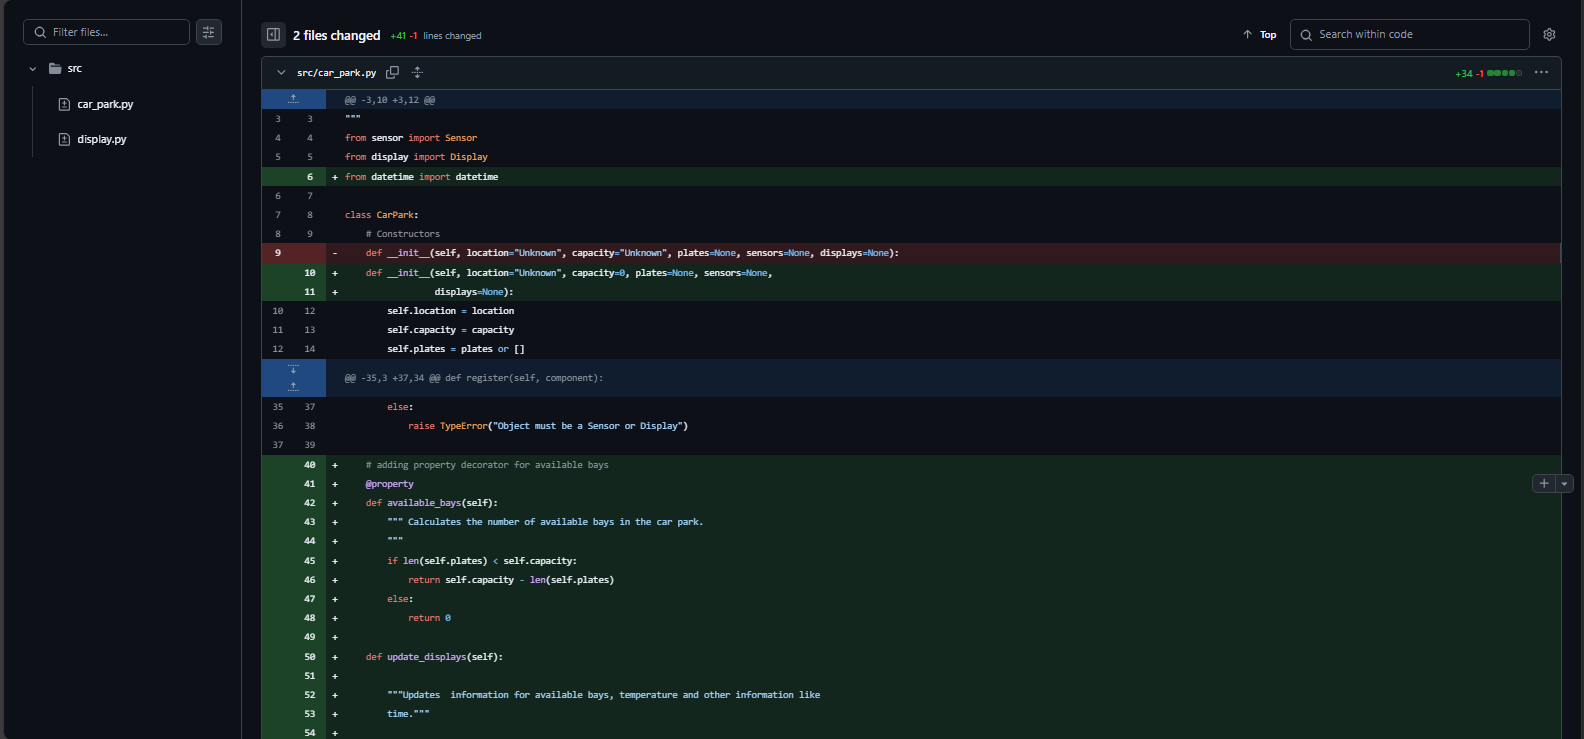 Filter files...
src
car_park.py
display.py
2 files changed +41 -1 lines changed
Top
Search within code
src/car_park.py
+34 -1
@@ -3,10 +3,12 @@
3 3 """
4 4 from sensor import Sensor
5 5 from display import Display
6 + from datetime import datetime
6 7
7 8 class CarPark:
8 9 # Constructors
9 - def __init__(self, location="Unknown", capacity="Unknown", plates=None, sensors=None, displays=None):
10 + def __init__(self, location="Unknown", capacity=0, plates=None, sensors=None,
11 + displays=None):
10 12 self.location = location
11 13 self.capacity = capacity
12 14 self.plates = plates or []
@@ -35,3 +37,34 @@ def register(self, component):
35 37 else:
36 38 raise TypeError("Object must be a Sensor or Display")
37 39
40 + # adding property decorator for available bays
41 + @property
42 + def available_bays(self):
43 + """ Calculates the number of available bays in the car park.
44 + """
45 + if len(self.plates) < self.capacity:
46 + return self.capacity - len(self.plates)
47 + else:
48 + return 0
49 +
50 + def update_displays(self):
51 +
52 + """Updates  information for available bays, temperature and other information like
53 + time."""
54 +